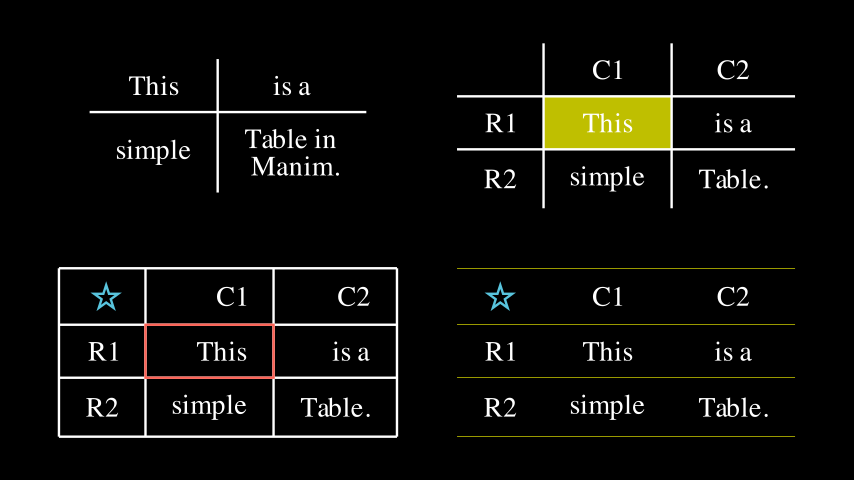 This is a
simple Table in
Manim.
C1 C2
R1 This is a
R2 simple Table.
C1 C2
R1 This is a
R2 simple Table.
C1 C2
R1 This is a
R2 simple Table.